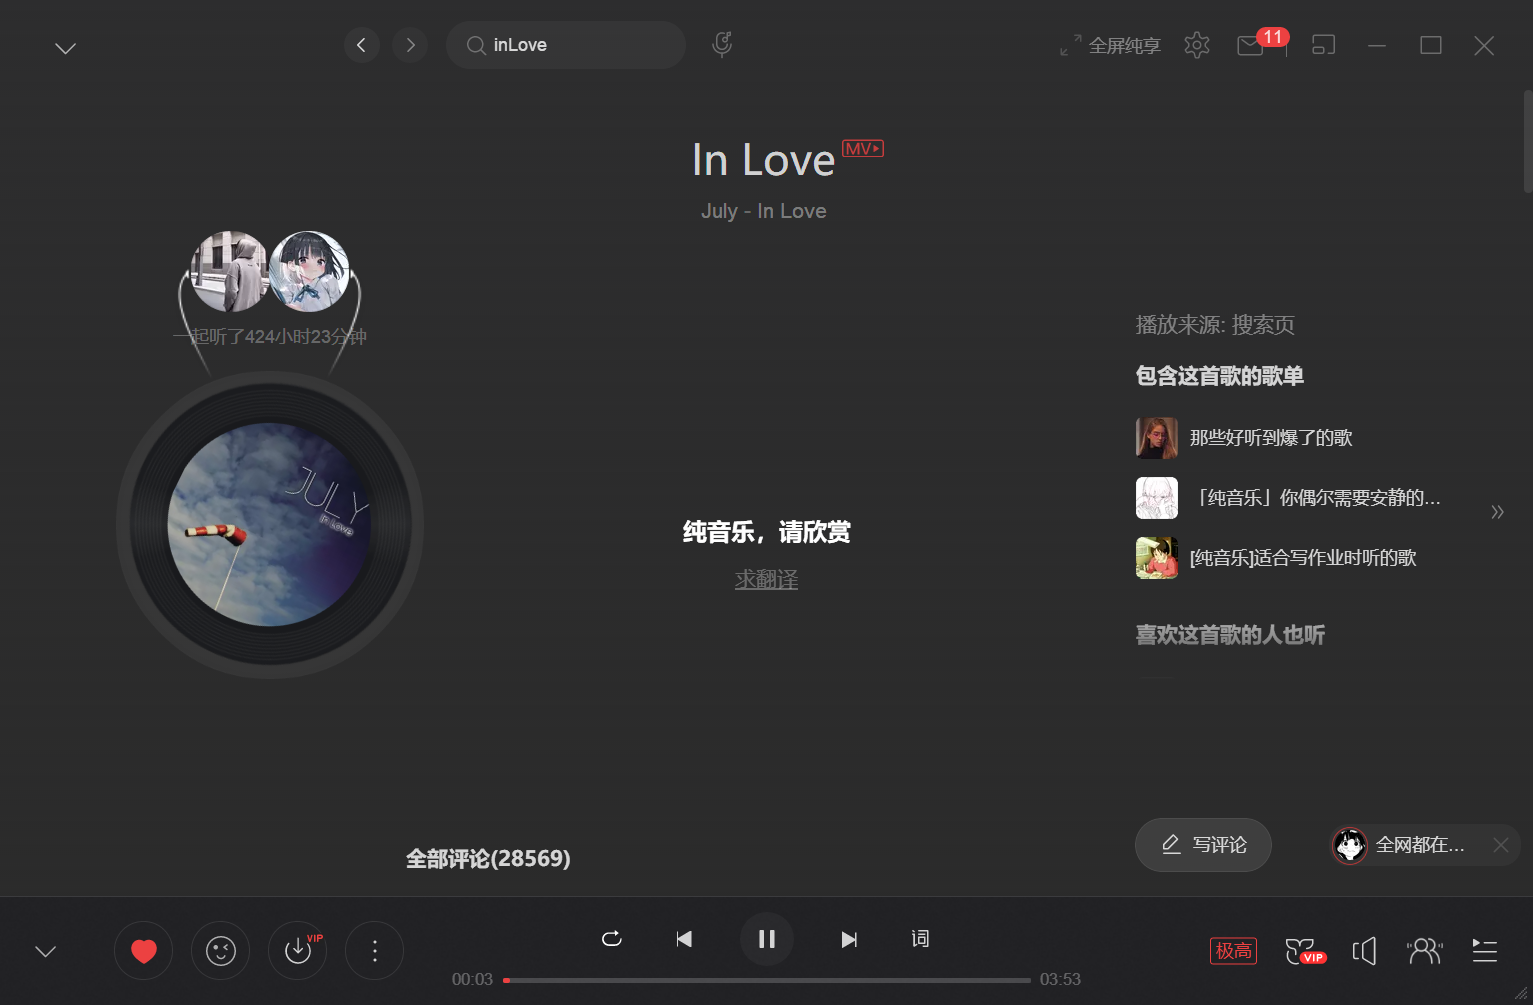 inLove
全屏纯享
11
In Love
MV
July - In Love
一起听了424小时23分钟
JULY
In Love
播放来源: 搜索页
包含这首歌的歌单
那些好听到爆了的歌
「纯音乐」你偶尔需要安静的...
[纯音乐]适合写作业时听的歌
喜欢这首歌的人也听
纯音乐，请欣赏
求翻译
全部评论(28569)
写评论
全网都在...
VIP
词
00:03
03:53
极高
VIP